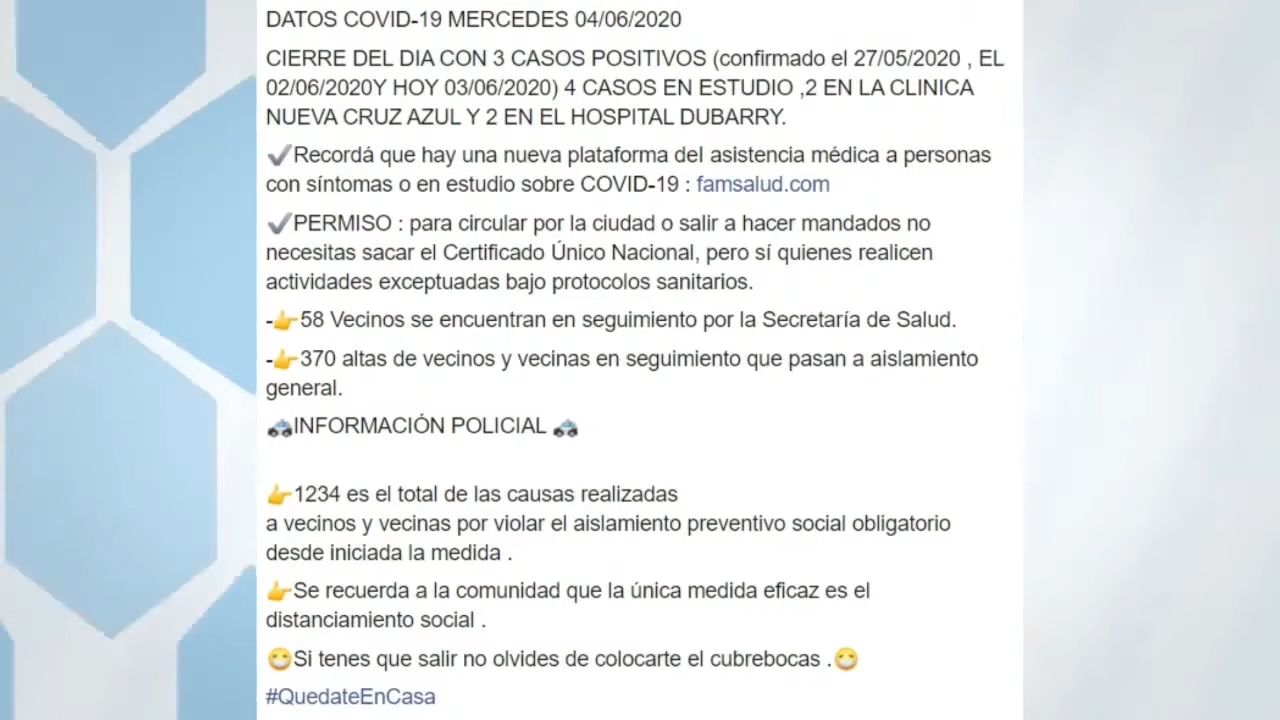 DATOS COVID-19 MERCEDES 04/06/2020
CIERRE DEL DIA CON 3 CASOS POSITIVOS (confirmado el 27/05/2020 , EL
02/06/2020Y HOY 03/06/2020) 4 CASOS EN ESTUDIO ,2 EN LA CLINICA
NUEVA CRUZ AZUL Y 2 EN EL HOSPITAL DUBARRY.
✔Recordá que hay una nueva plataforma del asistencia médica a personas
con síntomas o en estudio sobre COVID-19 : famsalud.com
✔PERMISO : para circular por la ciudad o salir a hacer mandados no
necesitas sacar el Certificado Único Nacional, pero sí quienes realicen
actividades exceptuadas bajo protocolos sanitarios.
-👉58 Vecinos se encuentran en seguimiento por la Secretaría de Salud.
-👉370 altas de vecinos y vecinas en seguimiento que pasan a aislamiento
general.
🚓INFORMACIÓN POLICIAL 🚓
👉1234 es el total de las causas realizadas
a vecinos y vecinas por violar el aislamiento preventivo social obligatorio
desde iniciada la medida .
👉Se recuerda a la comunidad que la única medida eficaz es el
distanciamiento social .
😷Si tenes que salir no olvides de colocarte el cubrebocas .😷
#QuedateEnCasa